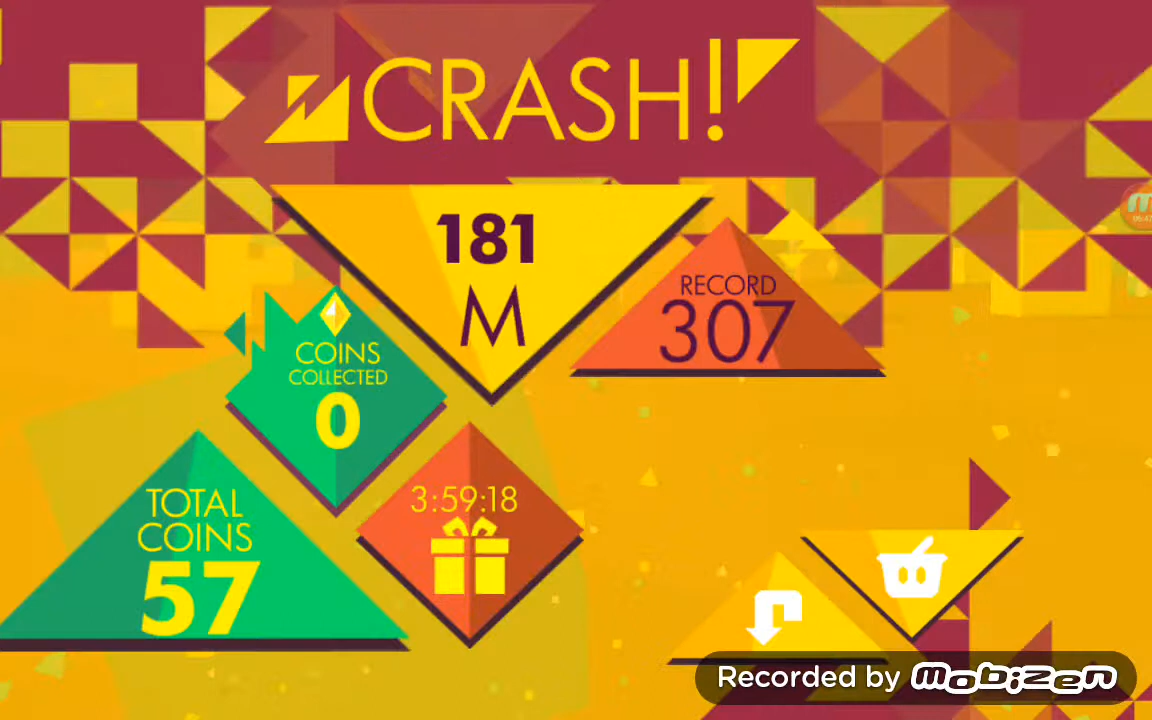 CRASH!
181
M
RECORD
307
COINS
COLLECTED
0
TOTAL
COINS
57
3:59:18
Recorded by Mobizen